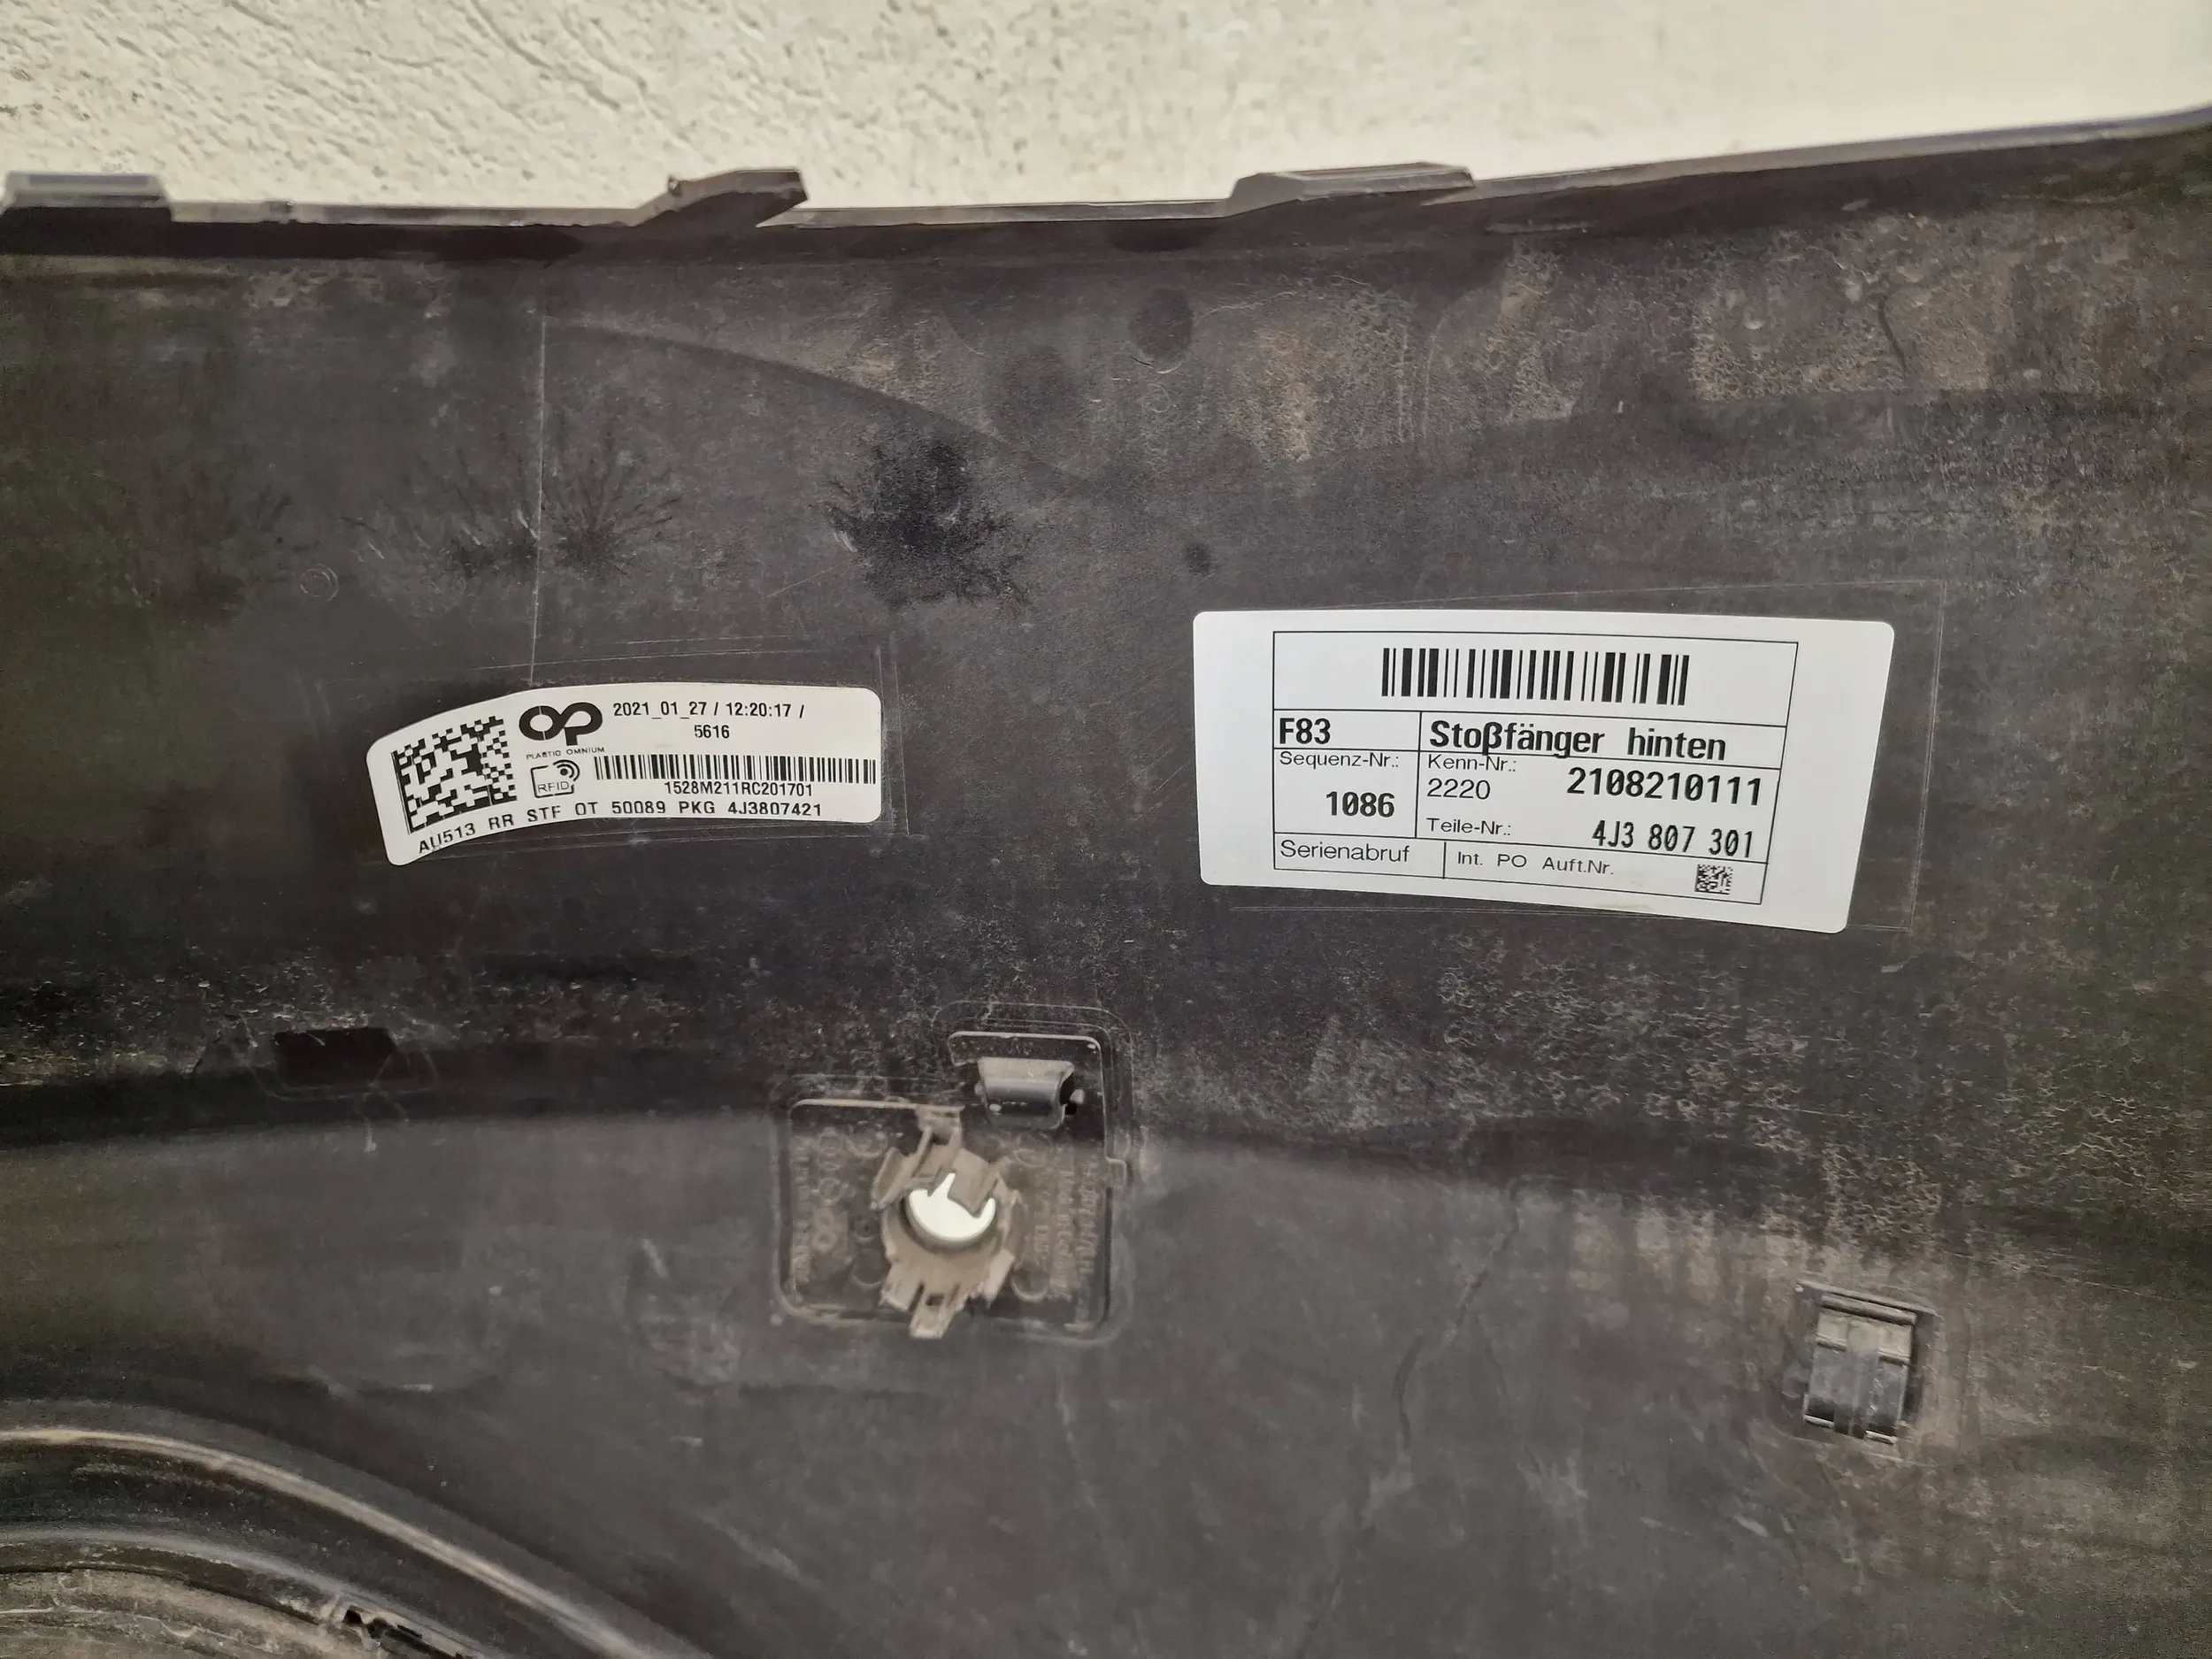 2021_01_27 / 12:20:17 /
5616
PLASTIC OMNIUM
RFID
1528M211RC201701
AU513 RR STF OT 50089 PKG 4J3807421
F83
Stoßfänger hinten
Sequenz-Nr.:
Kenn-Nr.:
2220
2108210111
1086
Teile-Nr.:
4J3 807 301
Serienabruf
Int. PO Auft.Nr.